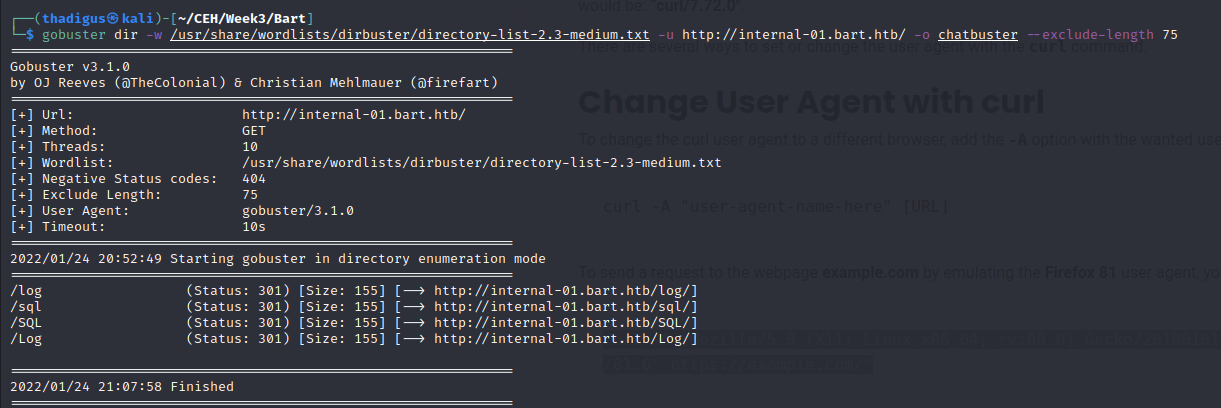 ┌──(thadigus㉿kali)-[~/CEH/Week3/Bart]
└─$ gobuster dir -w /usr/share/wordlists/dirbuster/directory-list-2.3-medium.txt -u http://internal-01.bart.htb/ -o chatbuster --exclude-length 75
===============================================================
Gobuster v3.1.0
by OJ Reeves (@TheColonial) & Christian Mehlmauer (@firefart)
===============================================================
[+] Url:                     http://internal-01.bart.htb/
[+] Method:                  GET
[+] Threads:                 10
[+] Wordlist:                /usr/share/wordlists/dirbuster/directory-list-2.3-medium.txt
[+] Negative Status codes:   404
[+] Exclude Length:          75
[+] User Agent:              gobuster/3.1.0
[+] Timeout:                 10s
===============================================================
2022/01/24 20:52:49 Starting gobuster in directory enumeration mode
===============================================================
/log                  (Status: 301) [Size: 155] [--> http://internal-01.bart.htb/log/]
/sql                  (Status: 301) [Size: 155] [--> http://internal-01.bart.htb/sql/]
/SQL                  (Status: 301) [Size: 155] [--> http://internal-01.bart.htb/SQL/]
/Log                  (Status: 301) [Size: 155] [--> http://internal-01.bart.htb/Log/]
===============================================================
2022/01/24 21:07:58 Finished
===============================================================
would be: "curl/7.72.0"
There are several ways to set or change the user agent with the curl command.
Change User Agent with curl
To change the curl user agent to a different browser, add the -A option with the wanted use
curl -A "user-agent-name-here" [URL]
To send a request to the webpage example.com by emulating the Firefox 81 user agent, yo